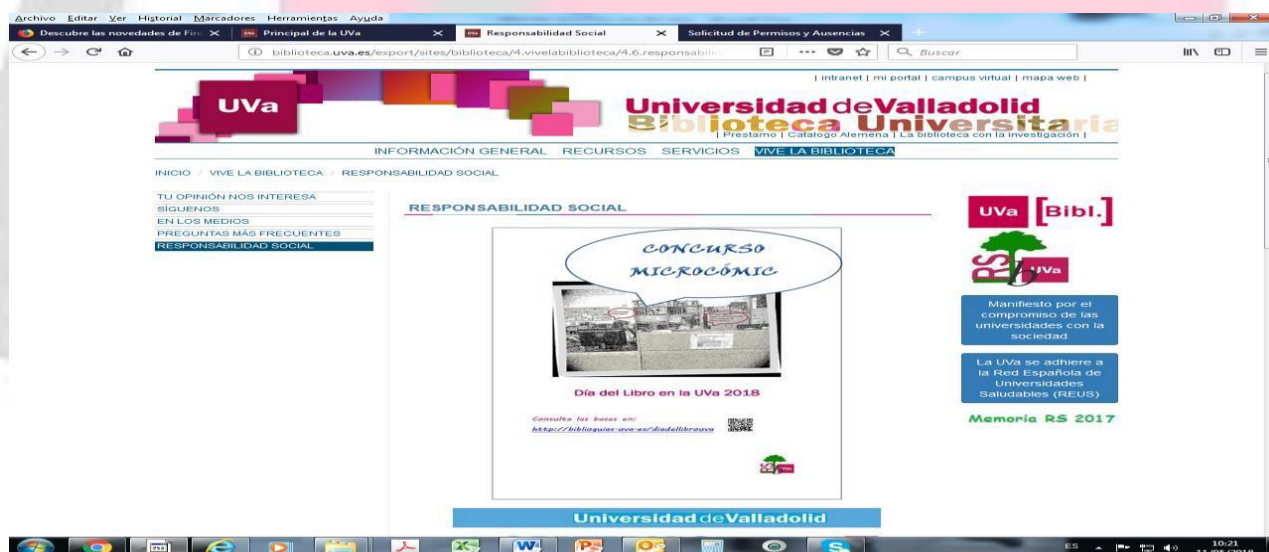 Archivo Editar Ver Historial Marcadores Herramientas Ayuda
Descubre las novedades de Fire
Principal de la UVa
Responsabilidad Social
Solicitud de Permisos y Ausencias
biblioteca.uva.es/export/sites/biblioteca/4.vivelabiblioteca/4.6.responsabili
Buscar
| intranet | mi portal | campus virtual | mapa web |
UVa
Universidad deValladolid
Biblioteca Universitaria
| Prestamo | Catalogo Almena | La biblioteca con la investigación |
INFORMACIÓN GENERAL RECURSOS SERVICIOS VIVE LA BIBLIOTECA
INICIO / VIVE LA BIBLIOTECA / RESPONSABILIDAD SOCIAL
TU OPINIÓN NOS INTERESA
SÍGUENOS
EN LOS MEDIOS
PREGUNTAS MÁS FRECUENTES
RESPONSABILIDAD SOCIAL
RESPONSABILIDAD SOCIAL
CONCURSO
MICROCÓMIC
Día del Libro en la UVa 2018
Consulta las bases en:
http://biblioguias.uva.es/diadellibrouva
Universidad deValladolid
UVa [Bibl.]
RS b UVa
Manifiesto por el
compromiso de las
universidades con la
sociedad
La UVa se adhiere a
la Red Española de
Universidades
Saludables (REUS)
Memoria RS 2017
ES
10:21
11/05/2018